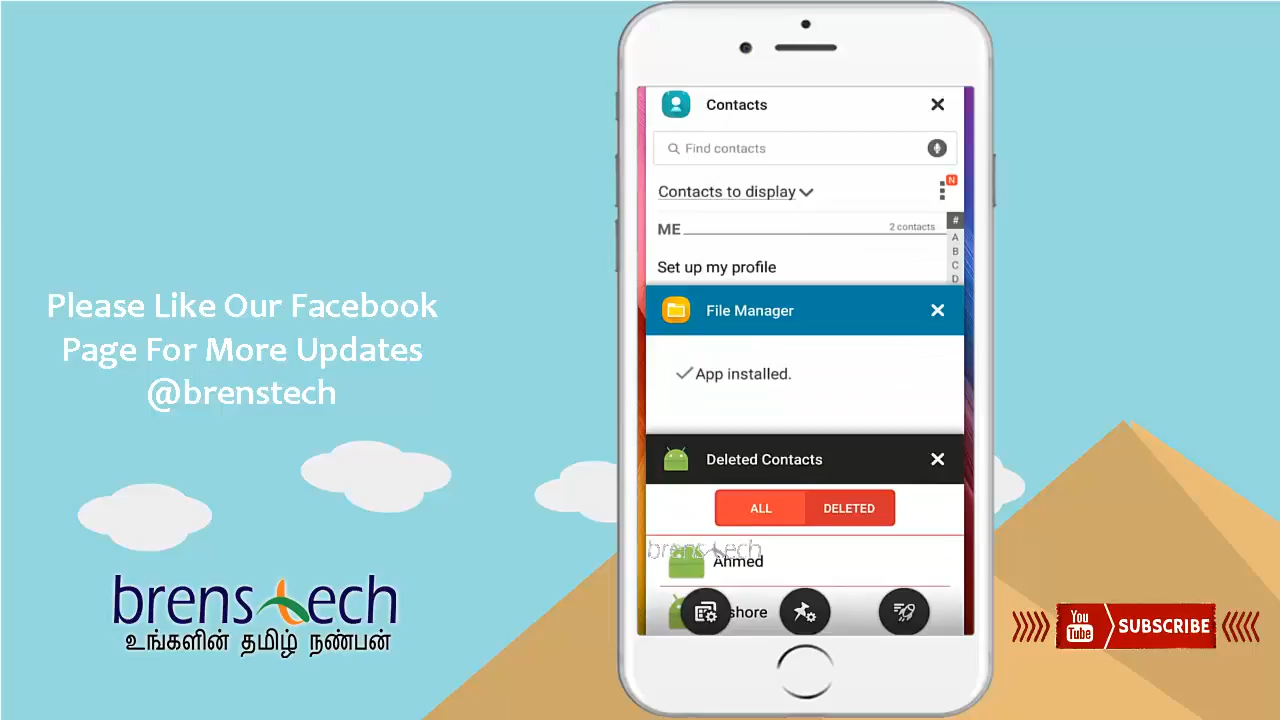 Please Like Our Facebook
Page For More Updates
@brenstech
brenstech
உங்களின் தமிழ் நண்பன்
Contacts
Find contacts
Contacts to display
N
ME
2 contacts
#
A
B
C
D
Set up my profile
File Manager
App installed.
Deleted Contacts
ALL
DELETED
brenstech
Ahmed
shore
You
Tube
SUBSCRIBE